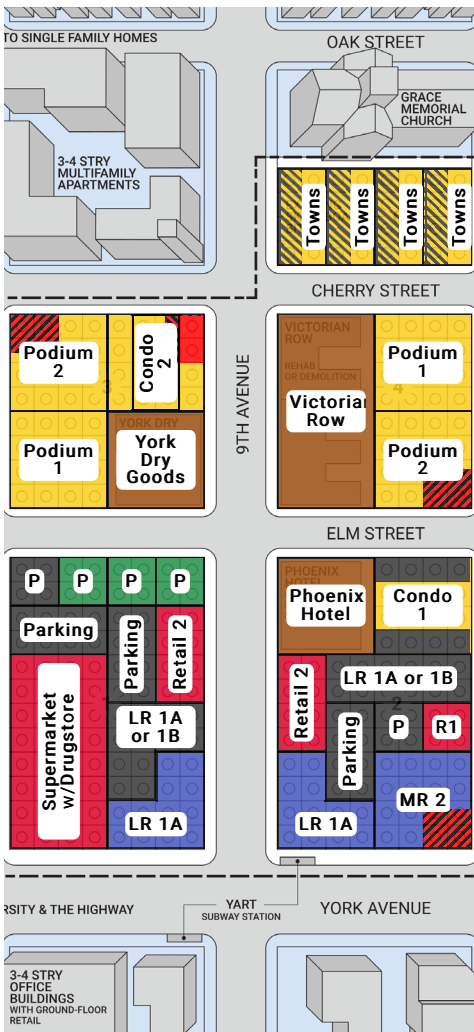 TO SINGLE FAMILY HOMES
OAK STREET
GRACE
MEMORIAL
CHURCH
3-4 STRY
MULTIFAMILY
APARTMENTS
Towns
Towns
Towns
Towns
CHERRY STREET
9TH AVENUE
Podium
2
Condo
2
3
Podium
1
YORK DRY
York
Dry
Goods
VICTORIAN
ROW
REHAB
OR DEMOLITION
Victorian
Row
Podium
1
4
Podium
2
ELM STREET
P
P
P
P
Parking
Parking
Retail 2
Supermarket
w/Drugstore
1
LR 1A
or 1B
LR 1A
PHOENIX
HOTEL
Phoenix
Hotel
Condo
1
Retail 2
LR 1A or 1B
2
Parking
P
R1
LR 1A
MR 2
RSITY & THE HIGHWAY
YART
SUBWAY STATION
YORK AVENUE
3-4 STRY
OFFICE
BUILDINGS
WITH GROUND-FLOOR
RETAIL